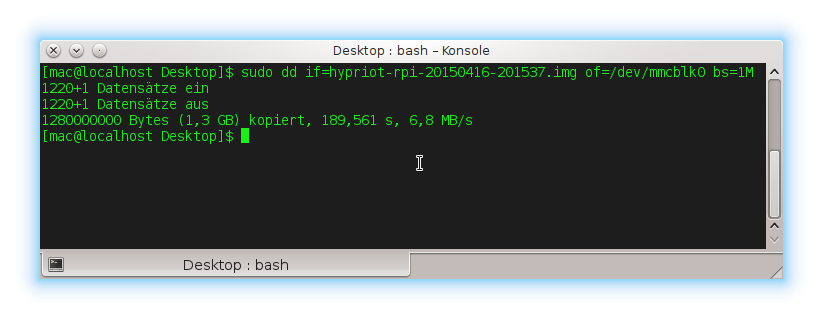 Desktop : bash – Konsole
[mac@localhost Desktop]$ sudo dd if=hypriot-rpi-20150416-201537.img of=/dev/mmcblk0 bs=1M
1220+1 Datensätze ein
1220+1 Datensätze aus
1280000000 Bytes (1,3 GB) kopiert, 189,561 s, 6,8 MB/s
[mac@localhost Desktop]$
Desktop : bash